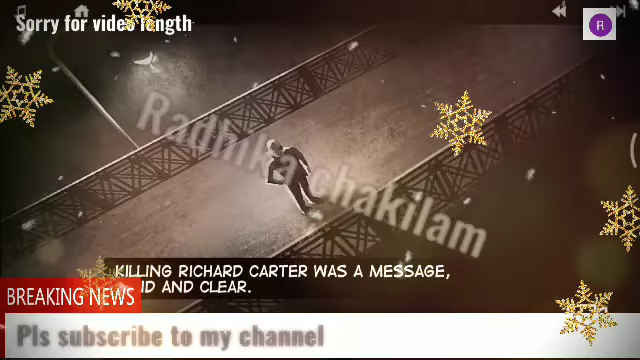 Sorry for video length
R
Radhika chakilam
KILLING RICHARD CARTER WAS A MESSAGE,
AND CLEAR.
BREAKING NEWS
Pls subscribe to my channel